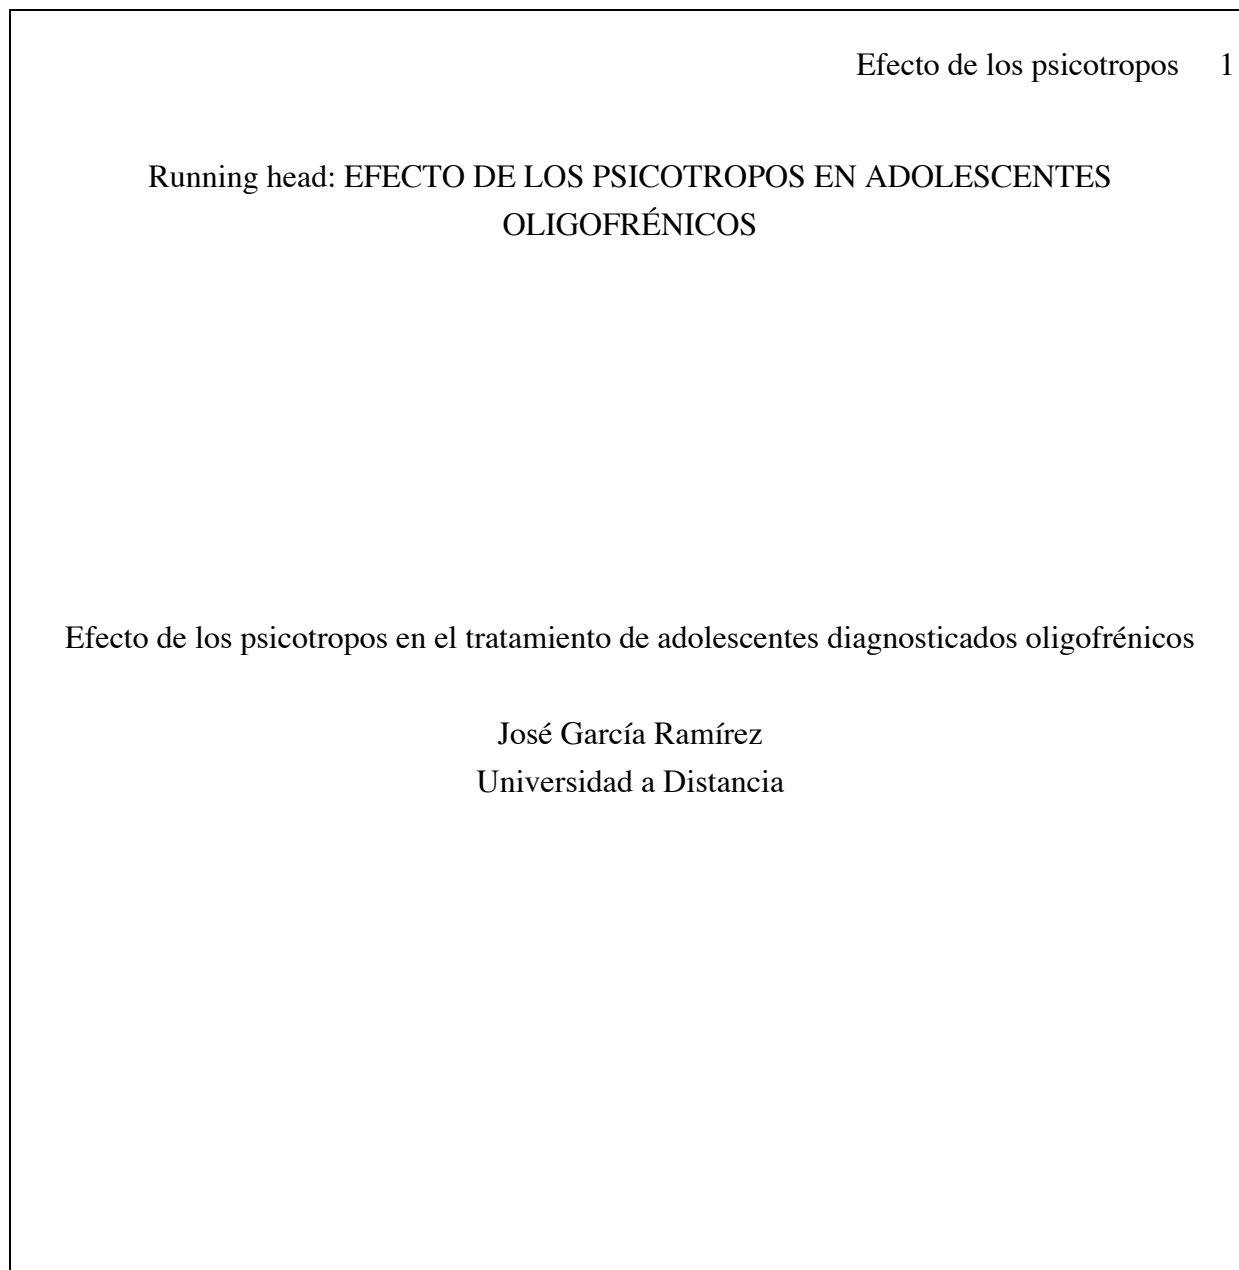 Efecto de los psicotropos 1
Running head: EFECTO DE LOS PSICOTROPOS EN ADOLESCENTES
OLIGOFRÉNICOS
Efecto de los psicotropos en el tratamiento de adolescentes diagnosticados oligofrénicos
José García Ramírez
Universidad a Distancia